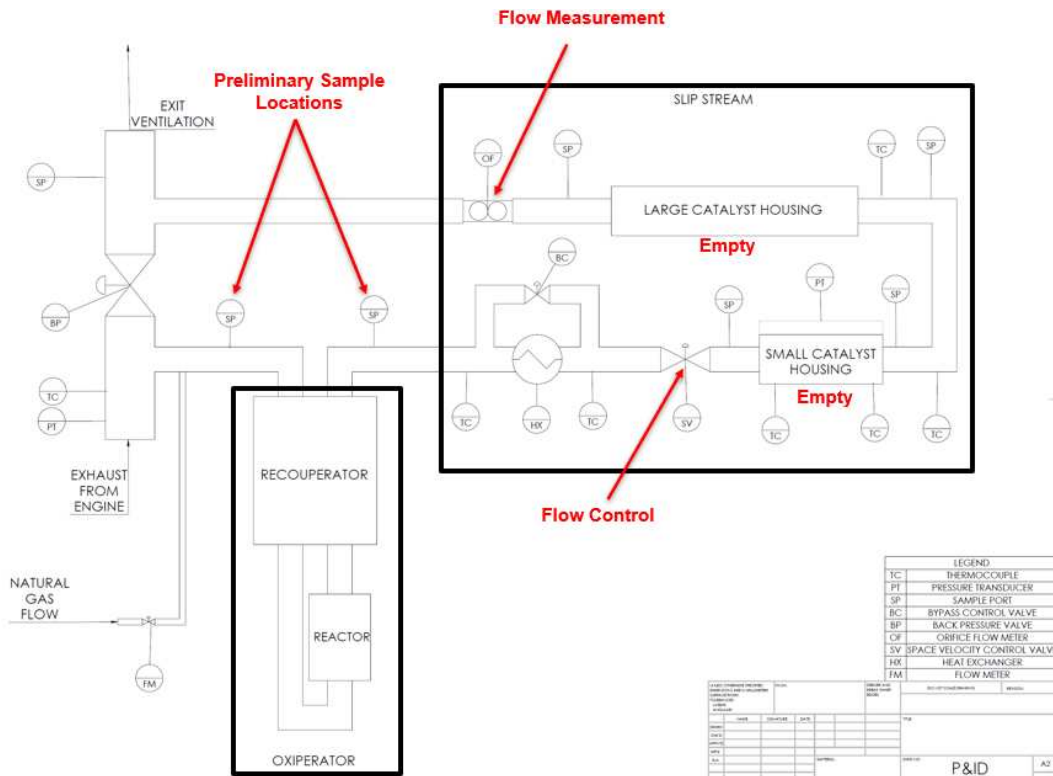 Flow Measurement
Preliminary Sample
Locations
EXIT
VENTILATION
SLIP STREAM
OF
SP
TC
SP
SP
LARGE CATALYST HOUSING
Empty
BC
PT
BP
SP
SP
SP
SP
SMALL CATALYST
HOUSING
Empty
TC
PT
TC
HX
TC
SV
TC
TC
TC
EXHAUST
FROM
ENGINE
RECOUPERATOR
Flow Control
NATURAL
GAS
FLOW
REACTOR
FM
OXIPERATOR
LEGEND
TC THERMOCOUPLE
PT PRESSURE TRANSDUCER
SP SAMPLE PORT
BC BYPASS CONTROL VALVE
BP BACK PRESSURE VALVE
OF ORIFICE FLOW METER
SV SPACE VELOCITY CONTROL VALV
HX HEAT EXCHANGER
FM FLOW METER
NAME SIGNATURE DATE
TITLE
P&ID
A2